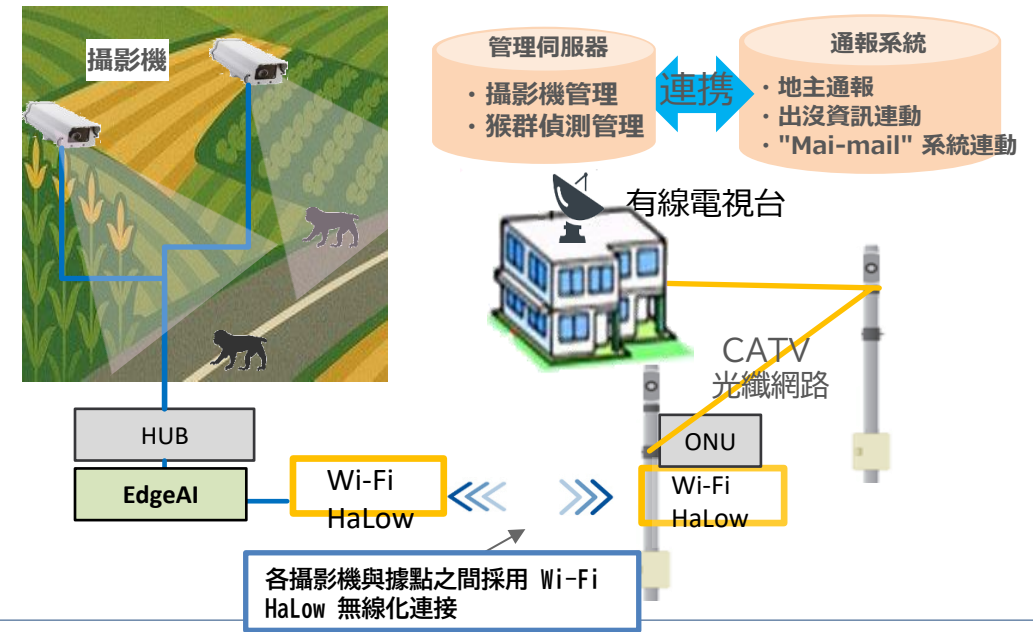 攝影機
管理伺服器
・攝影機管理
・猴群偵測管理
連携
通報系統
・地主通報
・出沒資訊連動
・"Mai-mail" 系統連動
有線電視台
CATV
光纖網路
HUB
EdgeAI
Wi-Fi
HaLow
ONU
Wi-Fi
HaLow
各攝影機與據點之間採用 Wi-Fi
HaLow 無線化連接